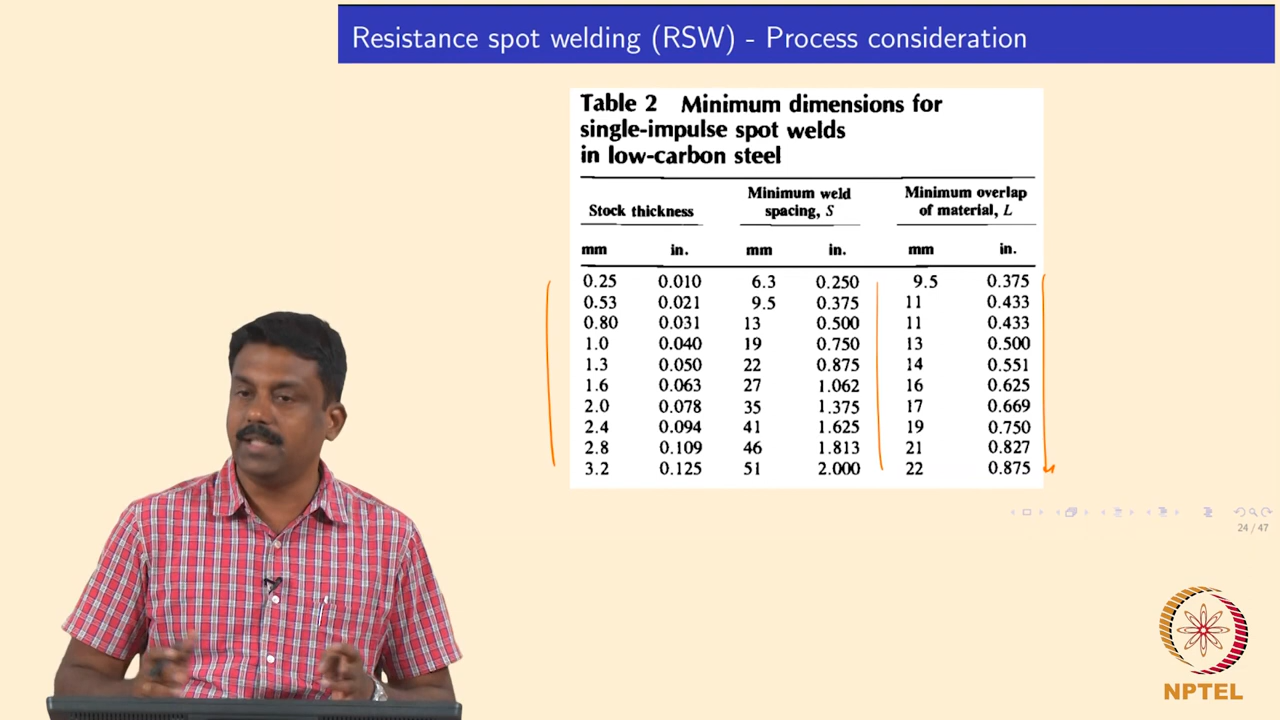 Resistance spot welding (RSW) - Process consideration
Table 2 Minimum dimensions for
single-impulse spot welds
in low-carbon steel
Stock thickness Minimum weld spacing, S Minimum overlap of material, L
mm in. mm in. mm in.
0.25 0.010 6.3 0.250 9.5 0.375
0.53 0.021 9.5 0.375 11 0.433
0.80 0.031 13 0.500 11 0.433
1.0 0.040 19 0.750 13 0.500
1.3 0.050 22 0.875 14 0.551
1.6 0.063 27 1.062 16 0.625
2.0 0.078 35 1.375 17 0.669
2.4 0.094 41 1.625 19 0.750
2.8 0.109 46 1.813 21 0.827
3.2 0.125 51 2.000 22 0.875
24 / 47
NPTEL